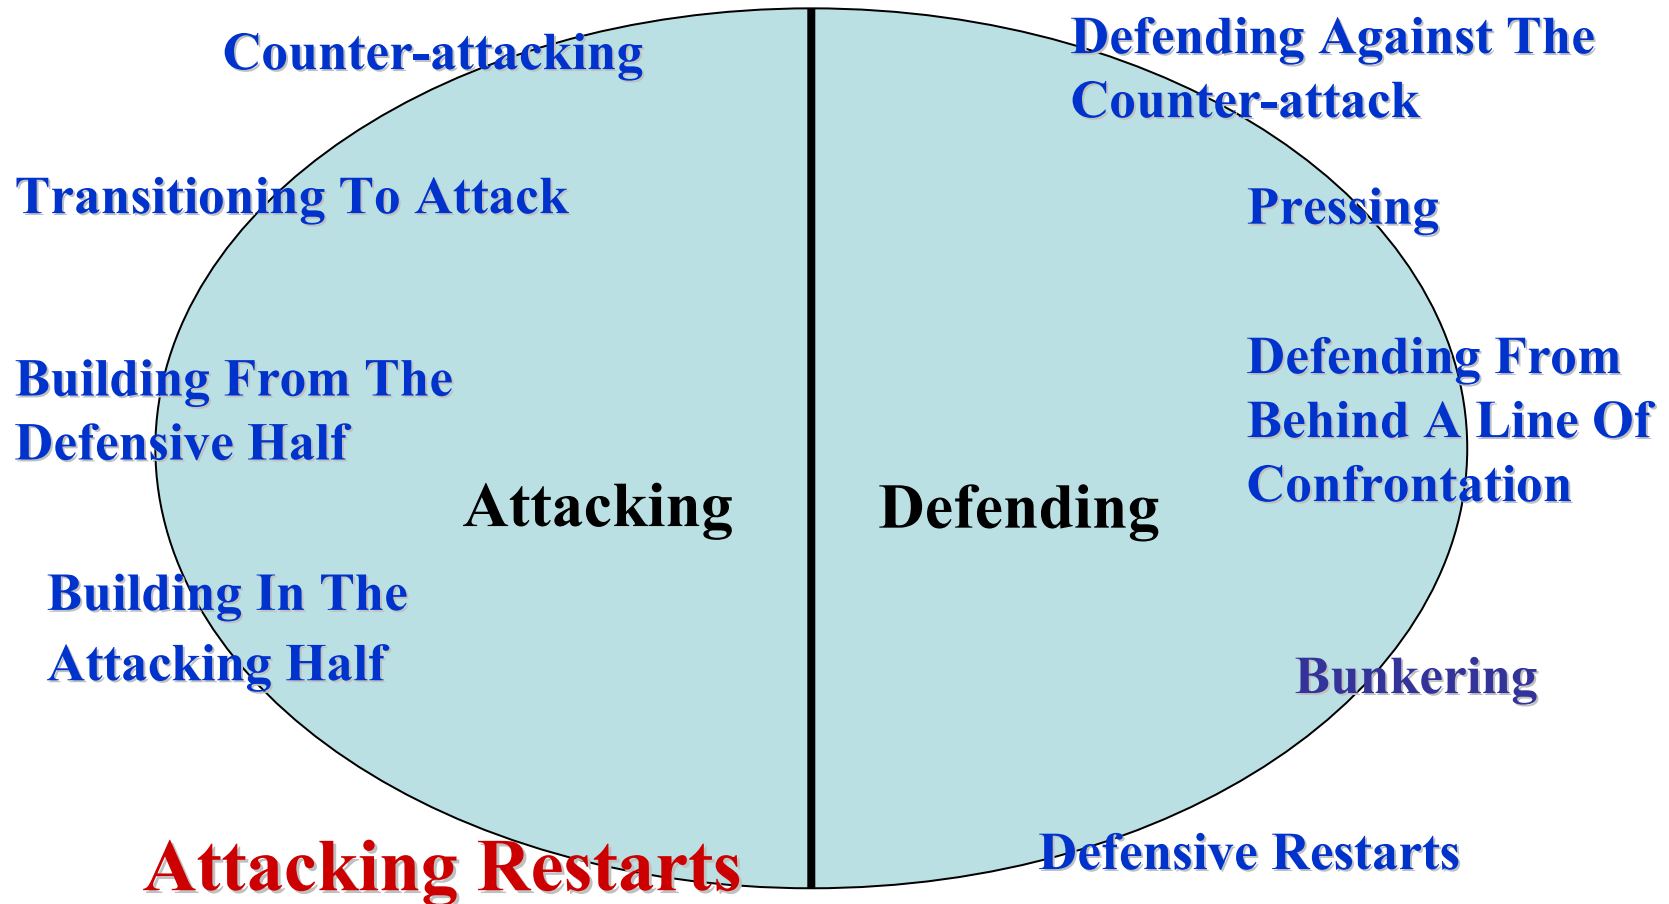 Counter-attacking
Transitioning To Attack
Building From The
Defensive Half
Attacking
Building In The
Attacking Half
Attacking Restarts
Defending Against The
Counter-attack
Pressing
Defending From
Behind A Line Of
Confrontation
Defending
Bunkering
Defensive Restarts